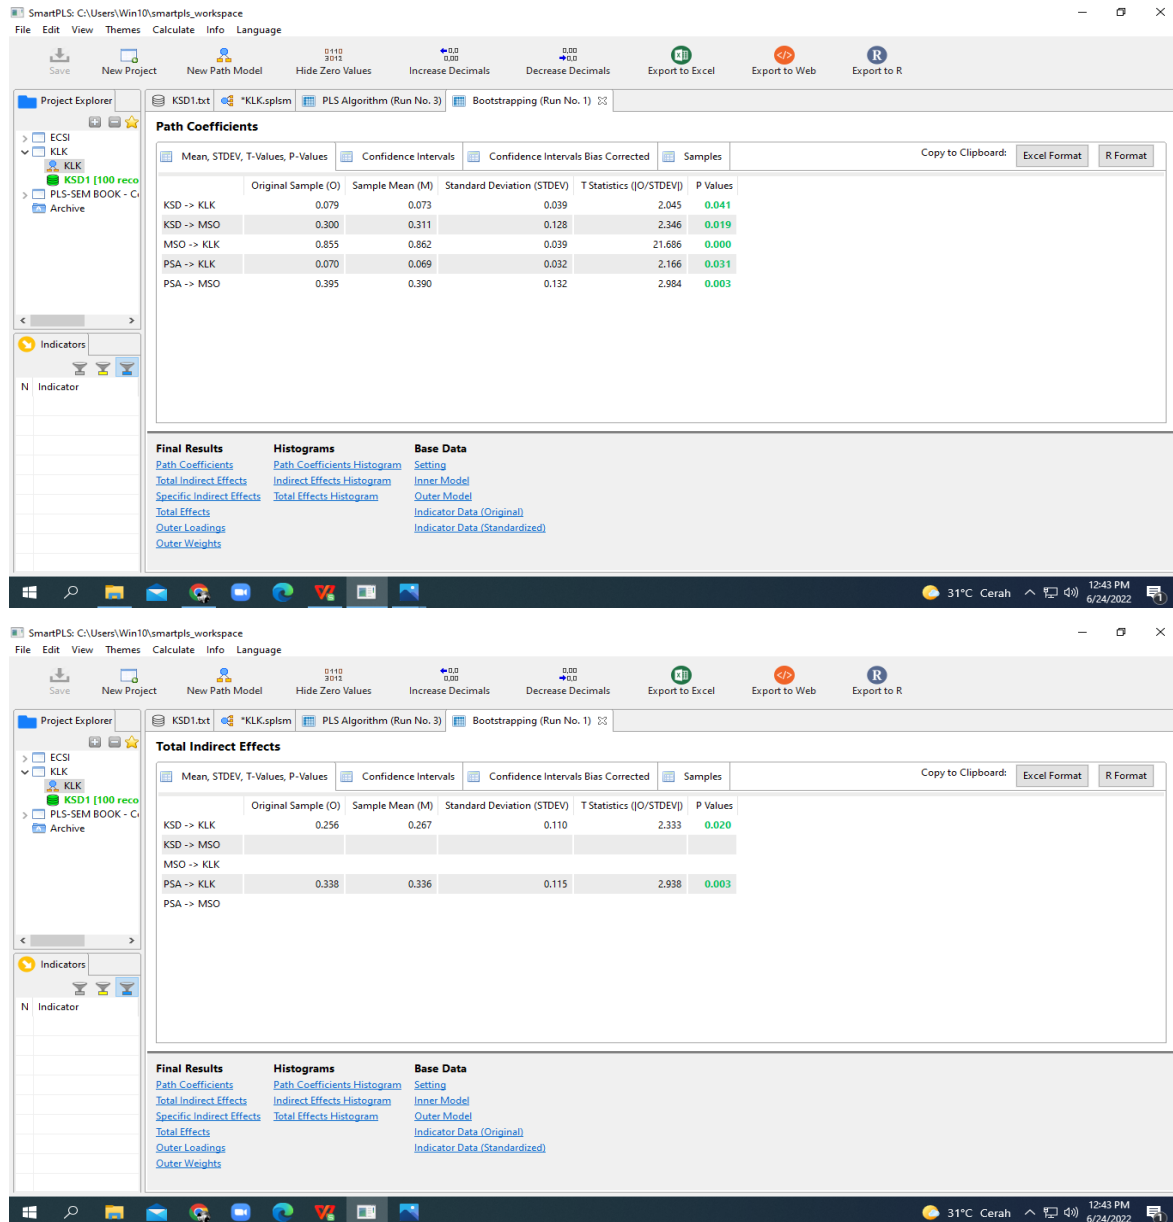 SmartPLS: C:\Users\Win10\smartpls_workspace
File Edit View Themes Calculate Info Language
Save New Project New Path Model Hide Zero Values Increase Decimals Decrease Decimals Export to Excel Export to Web Export to R
Project Explorer KSD1.txt *KLK.splsm PLS Algorithm (Run No. 3) Bootstrapping (Run No. 1)
ECSI
KLK
KLK
KSD1 [100 reco
PLS-SEM BOOK - Co
Archive
Path Coefficients
Mean, STDEV, T-Values, P-Values Confidence Intervals Confidence Intervals Bias Corrected Samples Copy to Clipboard: Excel Format R Format
Original Sample (O) Sample Mean (M) Standard Deviation (STDEV) T Statistics (|O/STDEV|) P Values
KSD -> KLK 0.079 0.073 0.039 2.045 0.041
KSD -> MSO 0.300 0.311 0.128 2.346 0.019
MSO -> KLK 0.855 0.862 0.039 21.686 0.000
PSA -> KLK 0.070 0.069 0.032 2.166 0.031
PSA -> MSO 0.395 0.390 0.132 2.984 0.003
Indicators
N Indicator
Final Results Histograms Base Data
Path Coefficients Path Coefficients Histogram Setting
Total Indirect Effects Indirect Effects Histogram Inner Model
Specific Indirect Effects Total Effects Histogram Outer Model
Total Effects Indicator Data (Original)
Outer Loadings Indicator Data (Standardized)
Outer Weights
31°C Cerah 12:43 PM
6/24/2022
SmartPLS: C:\Users\Win10\smartpls_workspace
File Edit View Themes Calculate Info Language
Save New Project New Path Model Hide Zero Values Increase Decimals Decrease Decimals Export to Excel Export to Web Export to R
Project Explorer KSD1.txt *KLK.splsm PLS Algorithm (Run No. 3) Bootstrapping (Run No. 1)
ECSI
KLK
KLK
KSD1 [100 reco
PLS-SEM BOOK - Co
Archive
Total Indirect Effects
Mean, STDEV, T-Values, P-Values Confidence Intervals Confidence Intervals Bias Corrected Samples Copy to Clipboard: Excel Format R Format
Original Sample (O) Sample Mean (M) Standard Deviation (STDEV) T Statistics (|O/STDEV|) P Values
KSD -> KLK 0.256 0.267 0.110 2.333 0.020
KSD -> MSO
MSO -> KLK
PSA -> KLK 0.338 0.336 0.115 2.938 0.003
PSA -> MSO
Indicators
N Indicator
Final Results Histograms Base Data
Path Coefficients Path Coefficients Histogram Setting
Total Indirect Effects Indirect Effects Histogram Inner Model
Specific Indirect Effects Total Effects Histogram Outer Model
Total Effects Indicator Data (Original)
Outer Loadings Indicator Data (Standardized)
Outer Weights
31°C Cerah 12:43 PM
6/24/2022